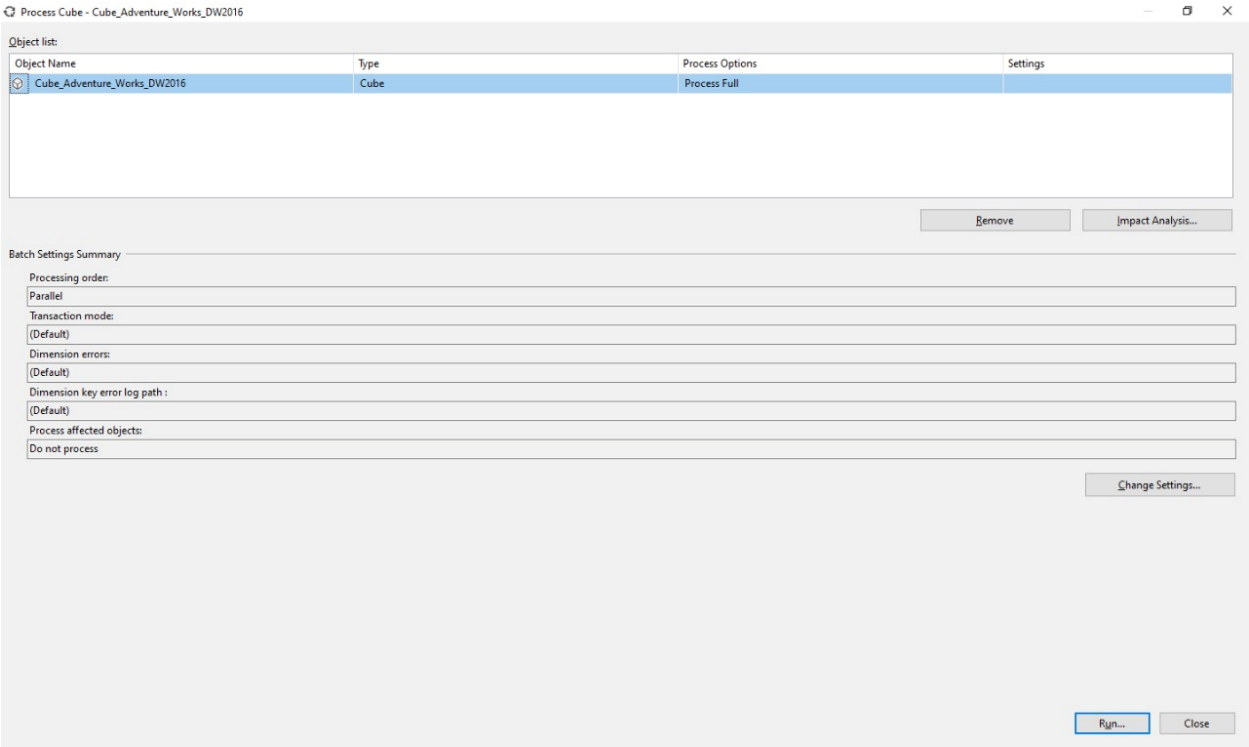 Process Cube - Cube_Adventure_Works_DW2016
Object list:
Object Name Type Process Options Settings
Cube_Adventure_Works_DW2016 Cube Process Full
Remove Impact Analysis...
Batch Settings Summary
Processing order:
Parallel
Transaction mode:
(Default)
Dimension errors:
(Default)
Dimension key error log path :
(Default)
Process affected objects:
Do not process
Change Settings...
Run... Close